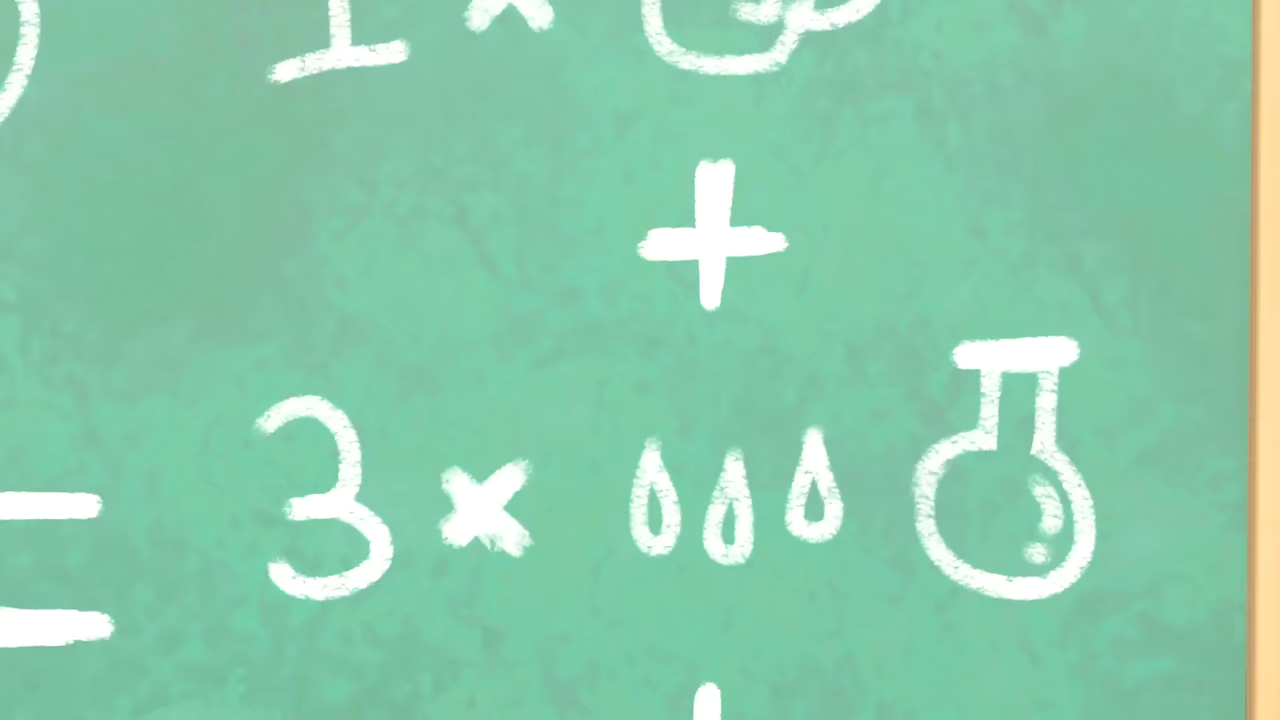 1 ×
+
= 3 ×